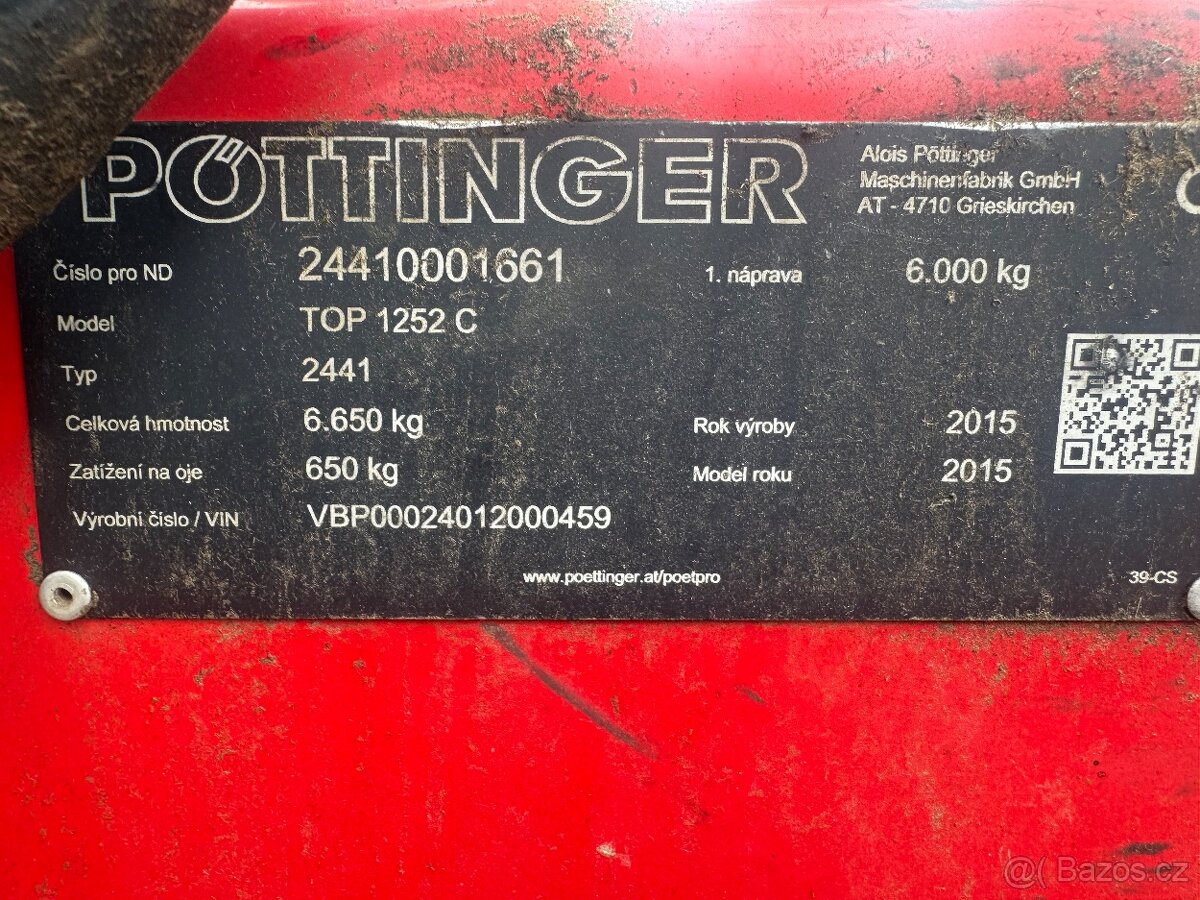 PÖTTINGER
Alois Pöttinger
Maschinenfabrik GmbH
AT - 4710 Grieskirchen
Číslo pro ND 24410001661 1. náprava 6.000 kg
Model TOP 1252 C
Typ 2441
Celková hmotnost 6.650 kg Rok výroby 2015
Zatížení na oje 650 kg Model roku 2015
Výrobní číslo / VIN VBP00024012000459
www.poettinger.at/poetpro 39-CS
@( Bazoš.cz